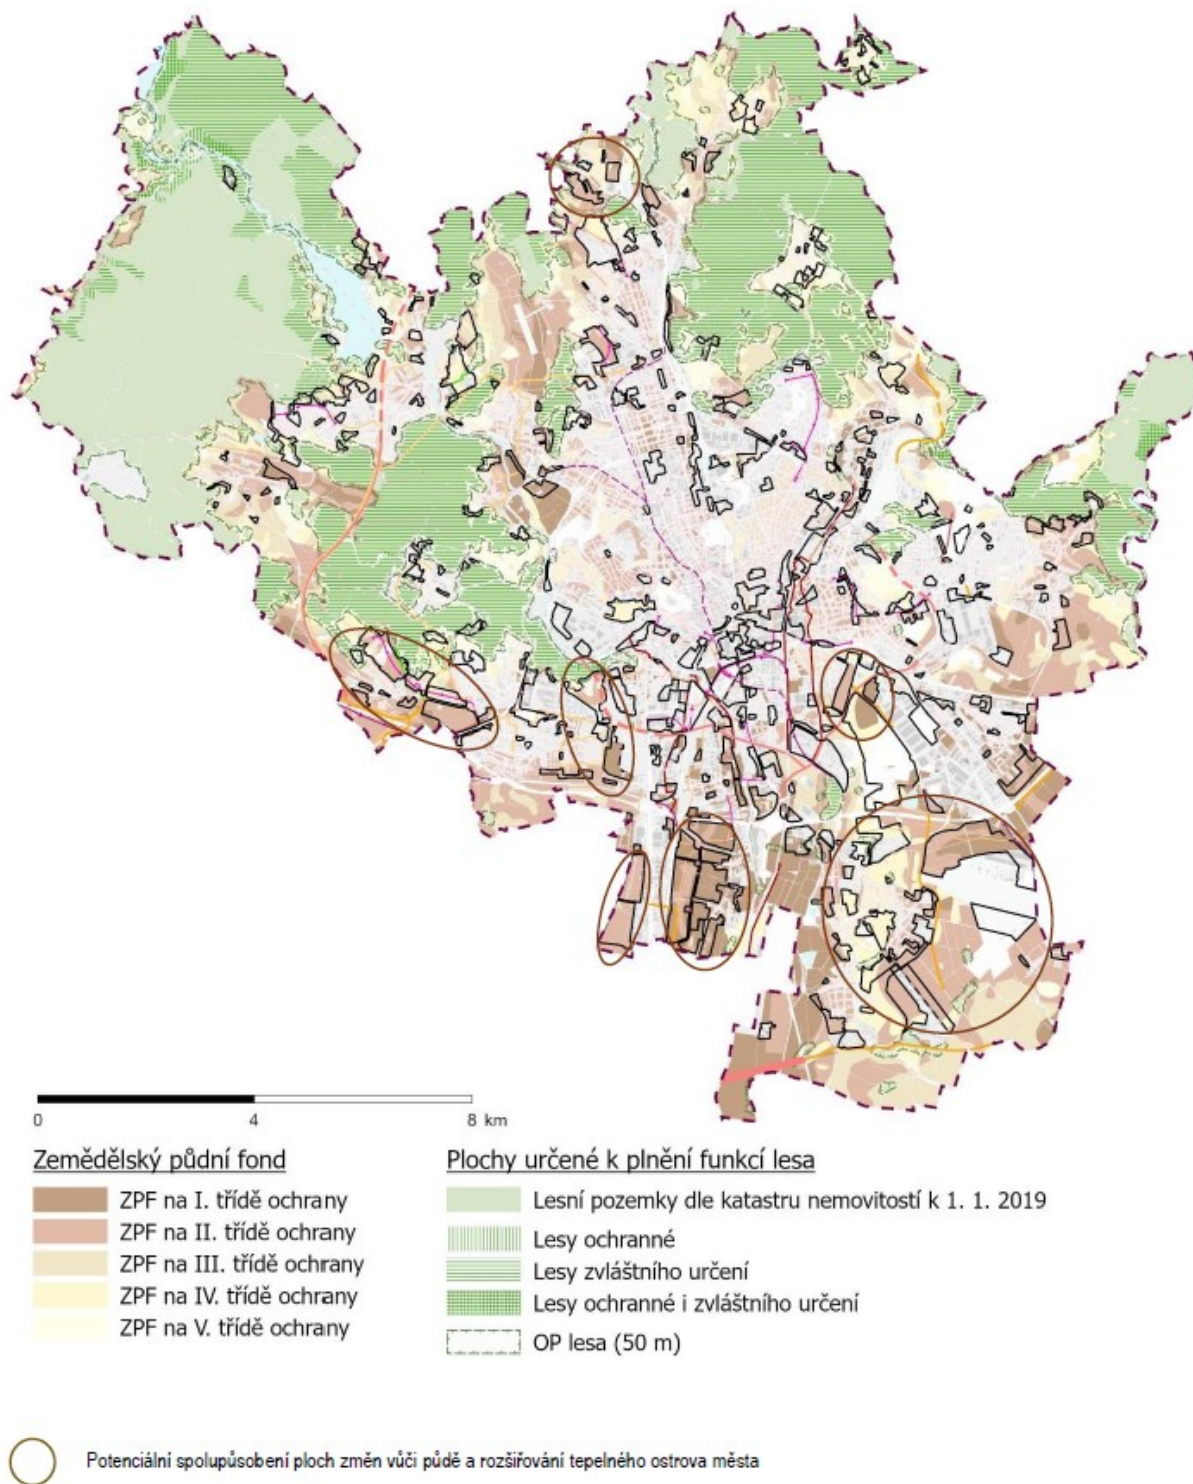 0 4 8 km
Zemědělský půdní fond
ZPF na I. třídě ochrany
ZPF na II. třídě ochrany
ZPF na III. třídě ochrany
ZPF na IV. třídě ochrany
ZPF na V. třídě ochrany
Plochy určené k plnění funkcí lesa
Lesní pozemky dle katastru nemovitostí k 1. 1. 2019
Lesy ochranné
Lesy zvláštního určení
Lesy ochranné i zvláštního určení
OP lesa (50 m)
Potenciální spolupůsobení ploch změn vůči půdě a rozšiřování tepelného ostrova města